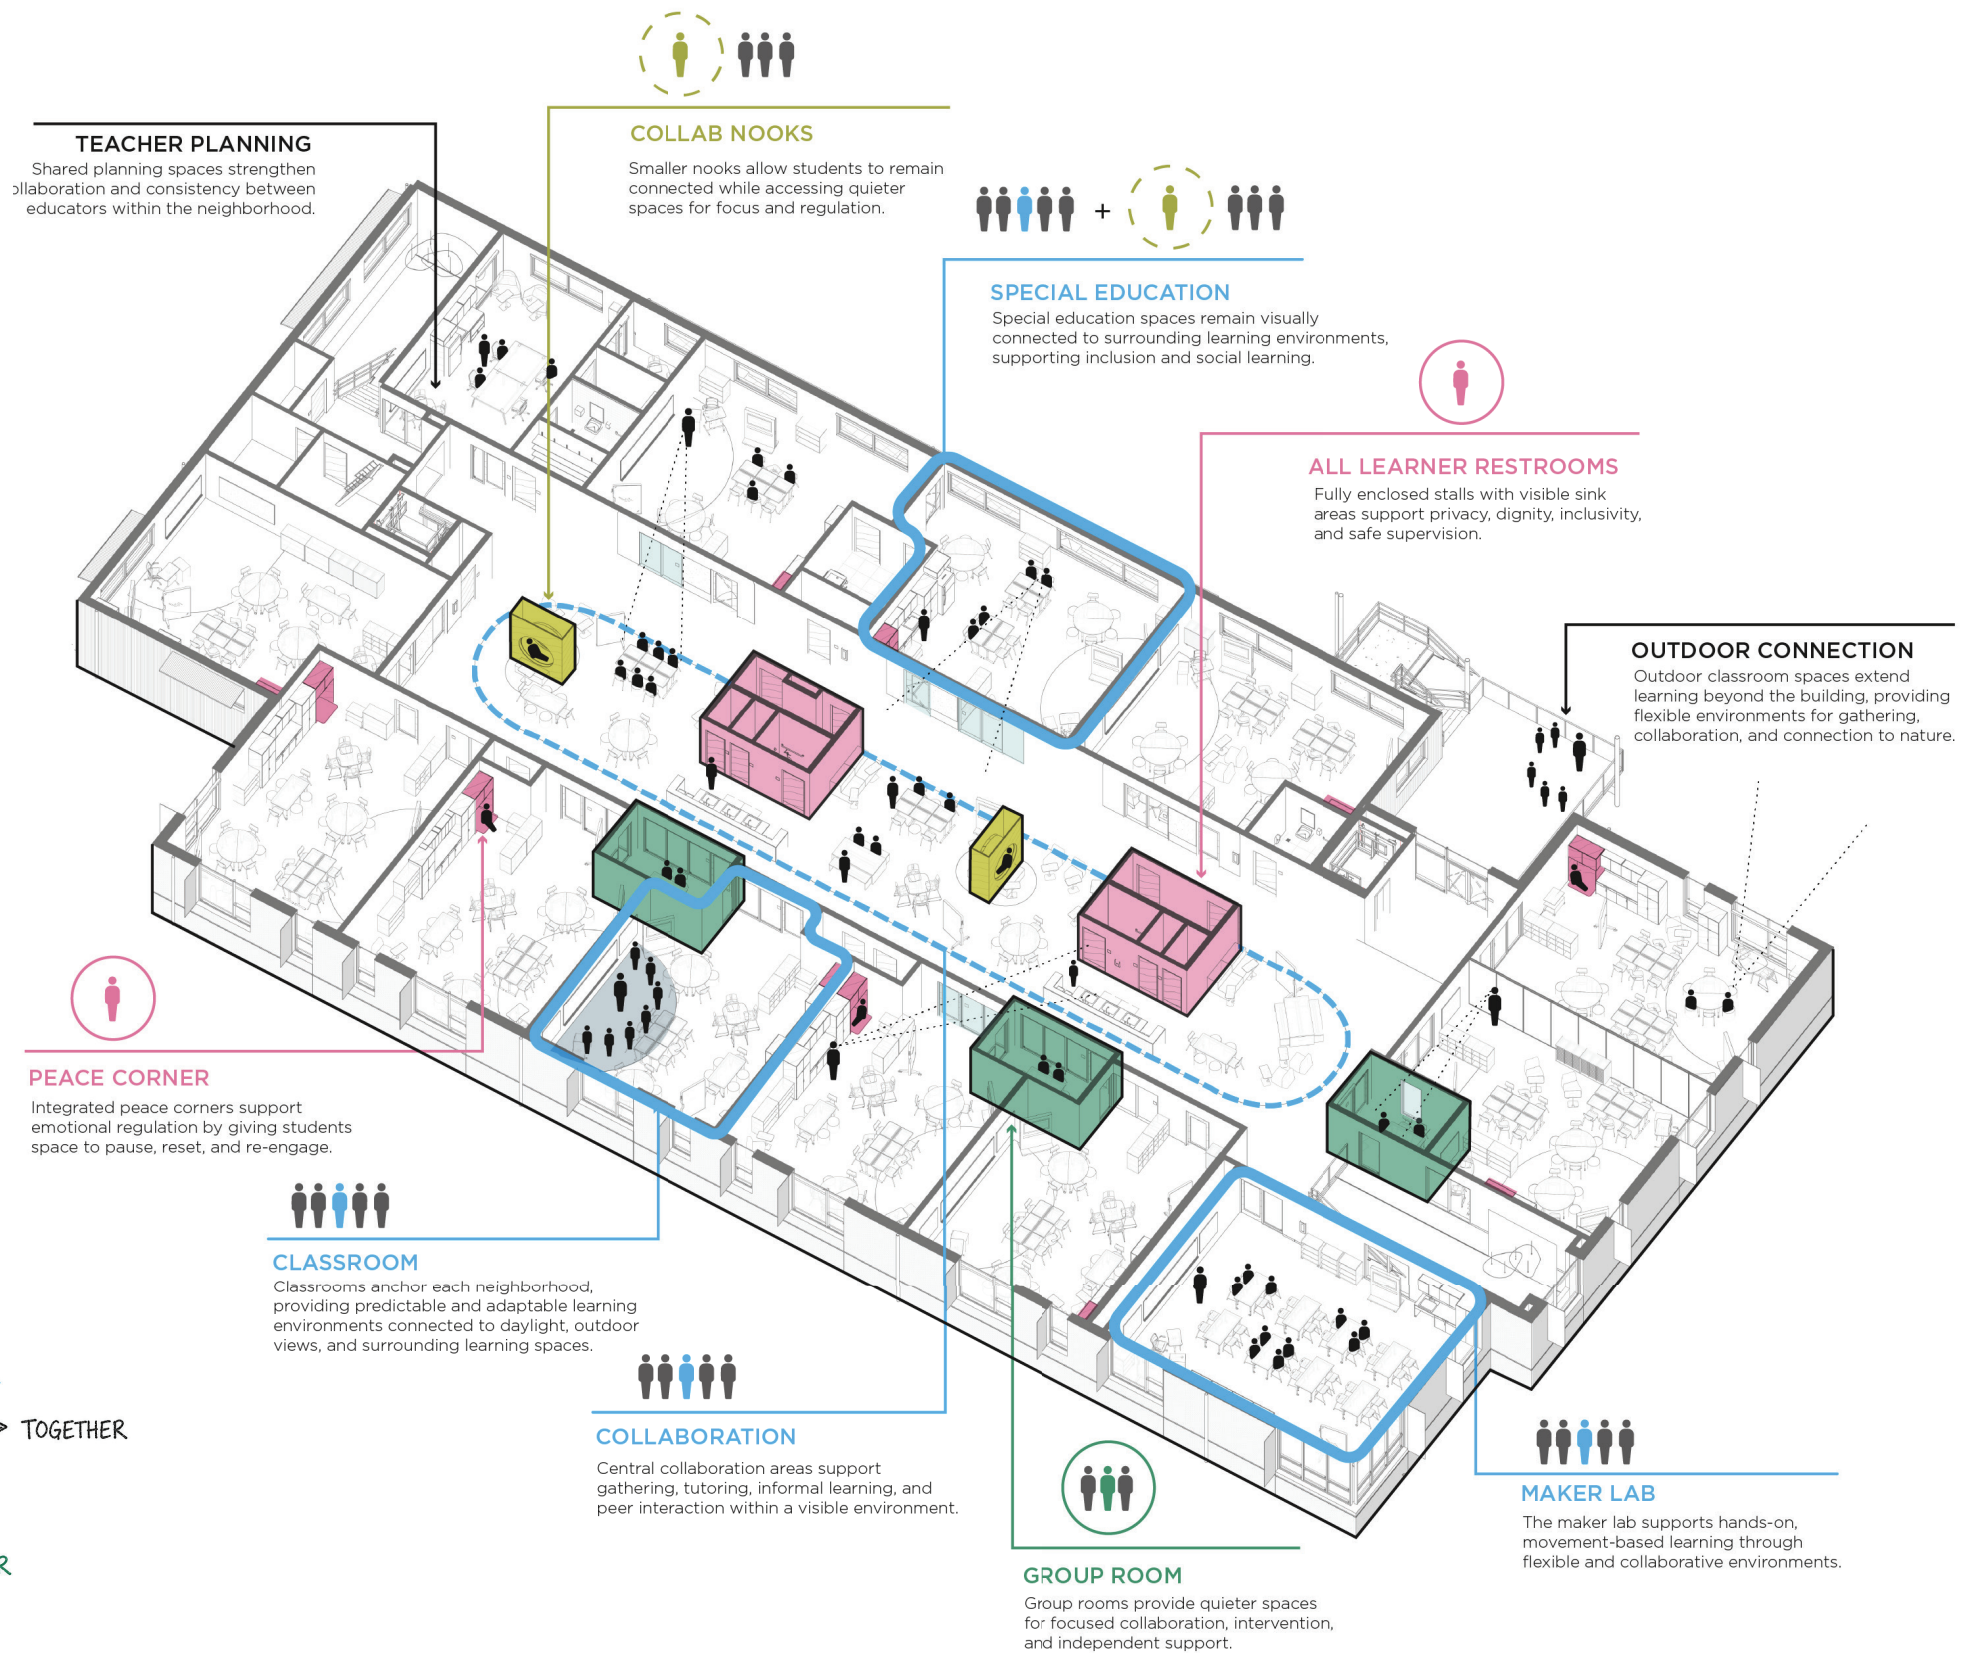 COLLAB NOOKS
Smaller nooks allow students to remain
connected while accessing quieter
spaces for focus and regulation.
TEACHER PLANNING
Shared planning spaces strengthen
ollaboration and consistency between
educators within the neighborhood.
+
SPECIAL EDUCATION
Special education spaces remain visually
connected to surrounding learning environments,
supporting inclusion and social learning.
ALL LEARNER RESTROOMS
Fully enclosed stalls with visible sink
areas support privacy, dignity, inclusivity,
and safe supervision.
OUTDOOR CONNECTION
Outdoor classroom spaces extend
learning beyond the building, providing
flexible environments for gathering,
collaboration, and connection to nature.
PEACE CORNER
Integrated peace corners support
emotional regulation by giving students
space to pause, reset, and re-engage.
CLASSROOM
Classrooms anchor each neighborhood,
providing predictable and adaptable learning
environments connected to daylight, outdoor
views, and surrounding learning spaces.
TOGETHER
COLLABORATION
Central collaboration areas support
gathering, tutoring, informal learning, and
peer interaction within a visible environment.
MAKER LAB
The maker lab supports hands-on,
movement-based learning through
flexible and collaborative environments.
R
GROUP ROOM
Group rooms provide quieter spaces
for focused collaboration, intervention,
and independent support.